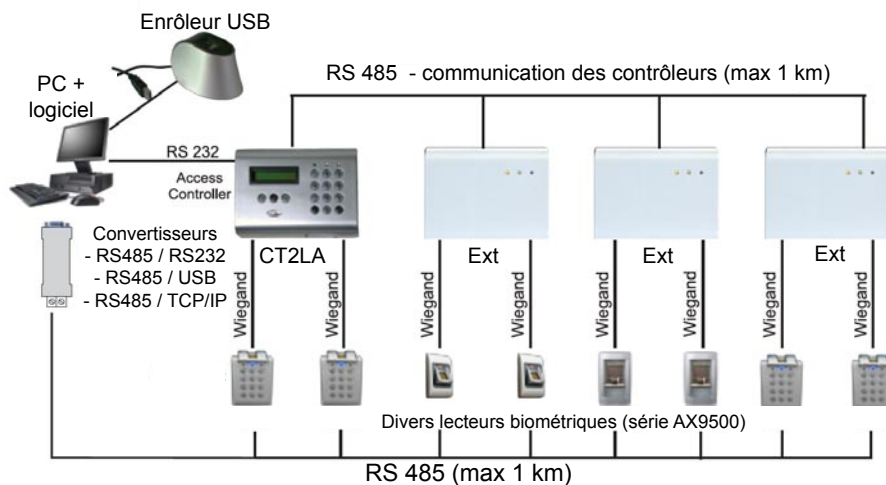 Enrôleur USB
PC +
logiciel
RS 485 - communication des contrôleurs (max 1 km)
RS 232
Access
Controller
Convertisseurs
- RS485 / RS232
- RS485 / USB
- RS485 / TCP/IP
CT2LA
Ext
Ext
Ext
Wiegand
Wiegand
Wiegand
Wiegand
Wiegand
Wiegand
Wiegand
Wiegand
Divers lecteurs biométriques (série AX9500)
RS 485 (max 1 km)